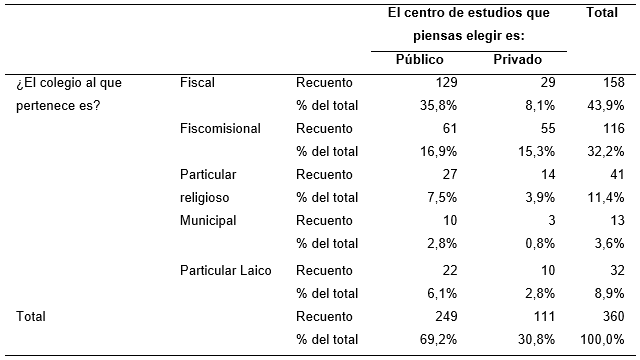 El centro de estudios que Total
piensas elegir es:
Público Privado
¿El colegio al que Fiscal Recuento 129 29 158
pertenece es? % del total 35,8% 8,1% 43,9%
Fiscomisional Recuento 61 55 116
% del total 16,9% 15,3% 32,2%
Particular Recuento 27 14 41
religioso % del total 7,5% 3,9% 11,4%
Municipal Recuento 10 3 13
% del total 2,8% 0,8% 3,6%
Particular Laico Recuento 22 10 32
% del total 6,1% 2,8% 8,9%
Total Recuento 249 111 360
% del total 69,2% 30,8% 100,0%